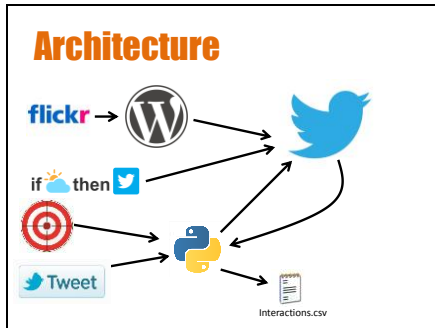 Architecture
flickr
W
if then
Tweet
Interactions.csv